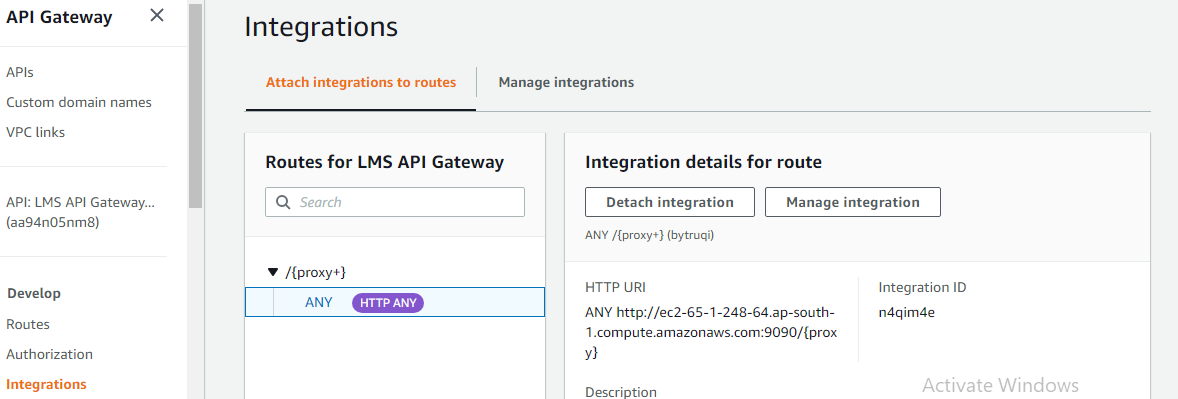 API Gateway
APIs
Custom domain names
VPC links
API: LMS API Gateway...
(aa94n05nm8)
Develop
Routes
Authorization
Integrations
Integrations
Attach integrations to routes
Manage integrations
Routes for LMS API Gateway
Search
/{proxy+}
ANY HTTP ANY
Integration details for route
Detach integration
Manage integration
ANY /{proxy+} (bytruqi)
HTTP URI
ANY http://ec2-65-1-248-64.ap-south-
1.compute.amazonaws.com:9090/{prox
y}
Integration ID
n4qim4e
Description
Activate Windows